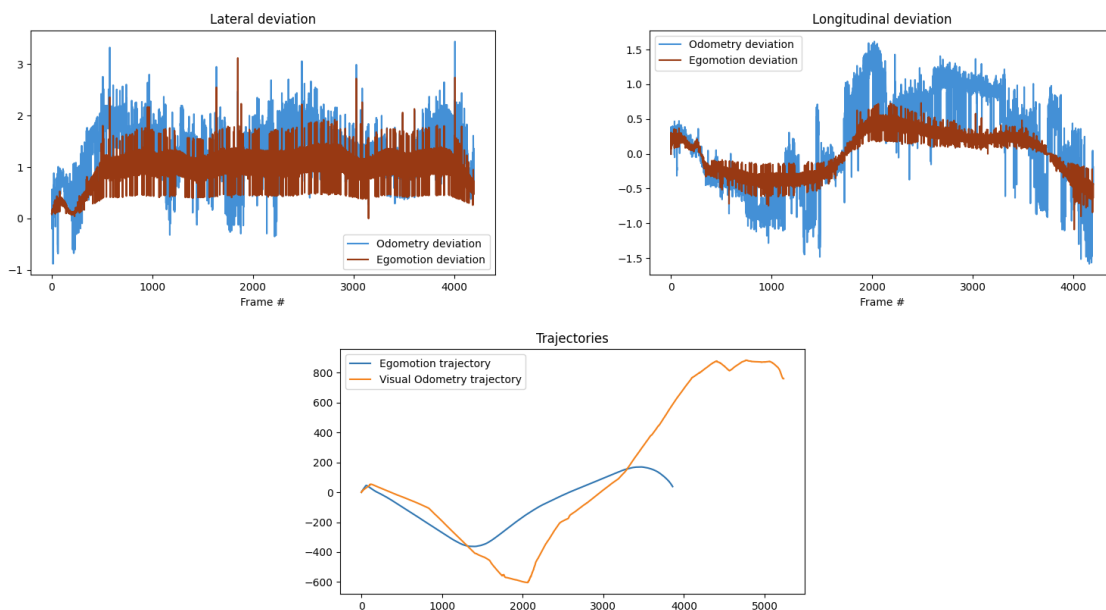 Lateral deviation
3
2
1
0
−1
Odometry deviation
Egomotion deviation
0 1000 2000 3000 4000
Frame #
Longitudinal deviation
Odometry deviation
Egomotion deviation
1.5
1.0
0.5
0.0
−0.5
−1.0
−1.5
0 1000 2000 3000 4000
Frame #
Trajectories
Egomotion trajectory
Visual Odometry trajectory
800
600
400
200
0
−200
−400
−600
0 1000 2000 3000 4000 5000